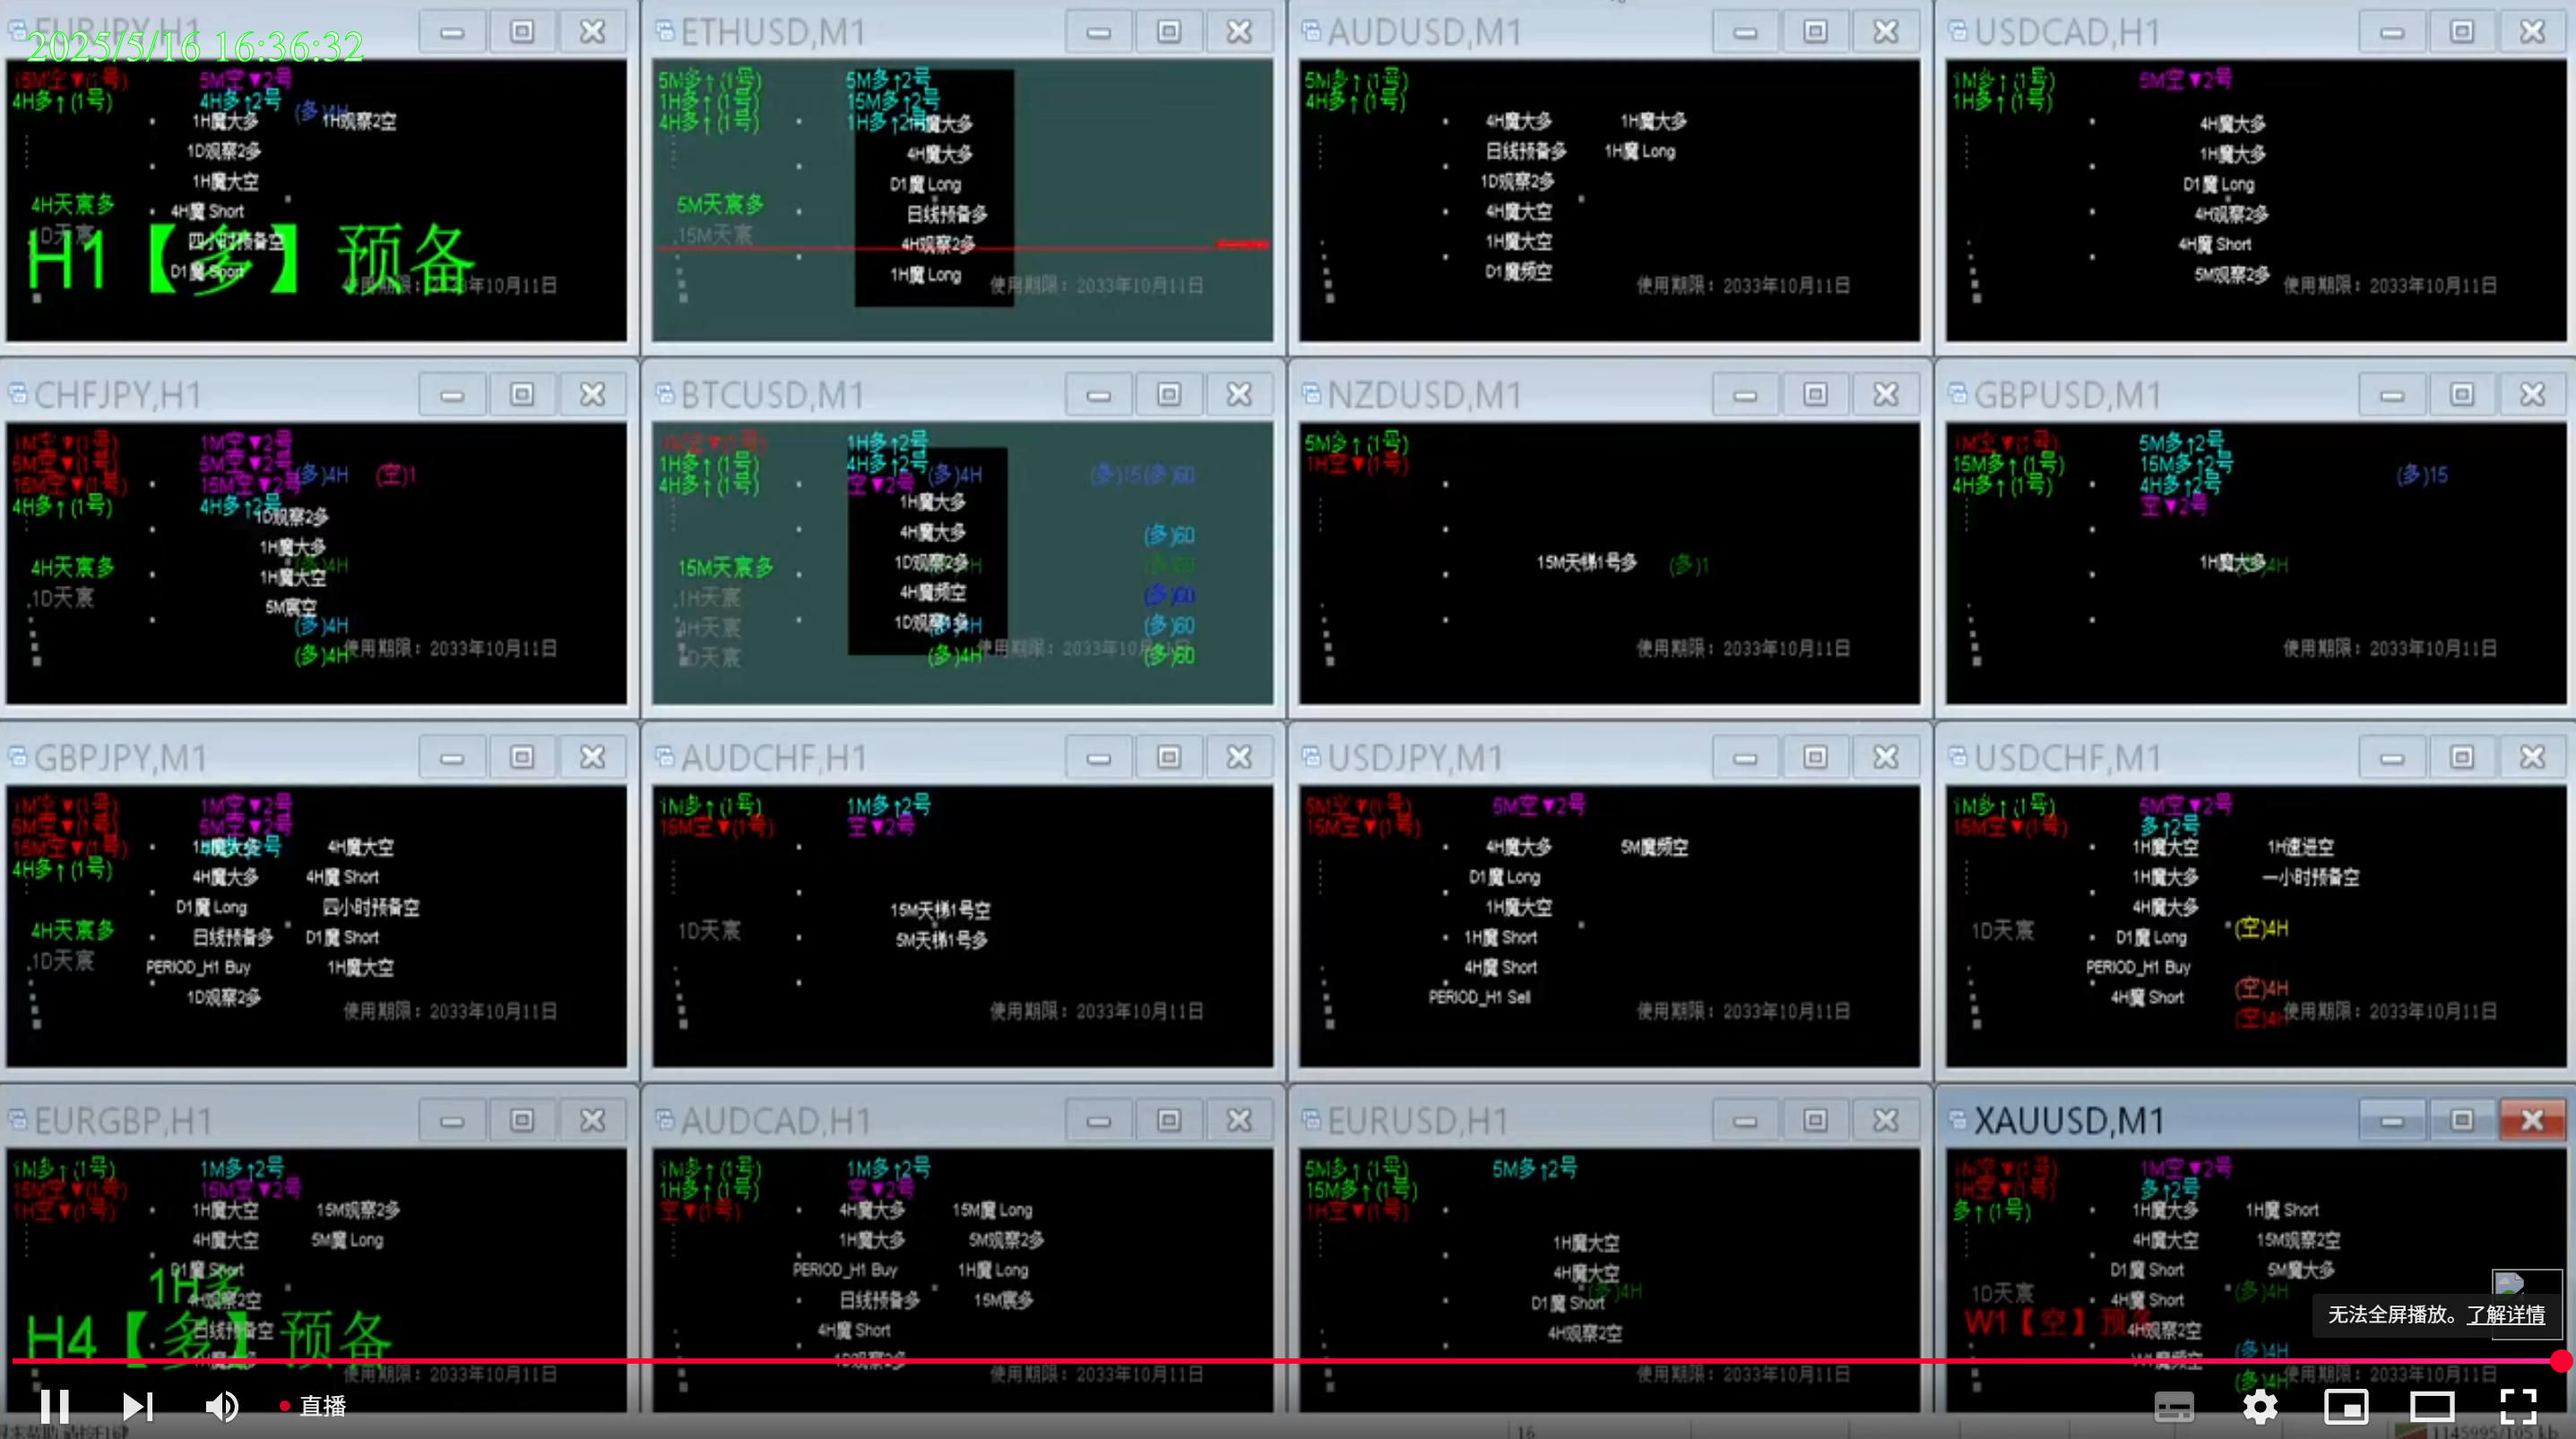 EURJPY,H1
2025/5/16 16:36:32
15M空▼(1号) 5M空▼2号
4H多↑(1号) 4H多↑2号 (多)4H
1H魔大多 1H观察2空
1D观察2多
1H魔大空
4H天宸多 4H魔 Short
1D天宸 四小时预备空
H1【多】预备
D1魔 Short
使用期限：2033年10月11日
ETHUSD,M1
5M多↑(1号) 5M多↑2号
1H多↑(1号) 15M多↑2号
4H多↑(1号) 1H多↑2号 1H魔大多
4H魔大多
D1魔 Long
5M天宸多 日线预备多
15M天宸 4H观察2多
1H魔 Long
使用期限：2033年10月11日
AUDUSD,M1
5M多↑(1号)
4H多↑(1号)
4H魔大多 1H魔大多
日线预备多 1H魔 Long
1D观察2多
4H魔大空
1H魔大空
D1魔频空
使用期限：2033年10月11日
USDCAD,H1
1M多↑(1号) 5M空▼2号
1H多↑(1号)
4H魔大多
1H魔大多
D1魔 Long
4H观察2多
4H魔 Short
5M观察2多
使用期限：2033年10月11日
CHFJPY,H1
1M空▼(1号) 1M空▼2号
5M空▼(1号) 5M空▼2号
15M空▼(1号) 15M空▼2号 (多)4H (空)1
4H多↑(1号) 4H多↑2号
1D观察2多
1H魔大多
4H天宸多 (多)4H
1H魔大空
1D天宸 5M宸空
(多)4H
(多)4H
使用期限：2033年10月11日
BTCUSD,M1
1M空▼(1号) 1H多↑2号
1H多↑(1号) 4H多↑2号
4H多↑(1号) 空▼2号 (多)4H (多)15 (多)60
1H魔大多
4H魔大多 (多)60
15M天宸多 1D观察2多
1H天宸 4H魔频空 (多)60
4H天宸 1D观察1多 (多)60
1D天宸 (多)4H (多)60
使用期限：2033年10月11日
NZDUSD,M1
5M多↑(1号)
1H空▼(1号)
15M天梯1号多 (多)1
使用期限：2033年10月11日
GBPUSD,M1
1M空▼(1号) 5M多↑2号
15M多↑(1号) 15M多↑2号
4H多↑(1号) 4H多↑2号 (多)15
空▼2号
1H魔大多 4H
使用期限：2033年10月11日
GBPJPY,M1
1M空▼(1号) 1M空▼2号
5M空▼(1号) 5M空▼2号
15M空▼(1号) 1H魔大多 4H魔大空
4H多↑(1号) 4H魔大多 4H魔 Short
D1魔 Long 四小时预备空
4H天宸多 日线预备多 D1魔 Short
1D天宸 PERIOD_H1 Buy 1H魔大空
1D观察2多
使用期限：2033年10月11日
AUDCHF,H1
1M多↑(1号) 1M多↑2号
15M空▼(1号) 空▼2号
15M天梯1号空
1D天宸
5M天梯1号多
使用期限：2033年10月11日
USDJPY,M1
5M空▼(1号) 5M空▼2号
15M空▼(1号)
4H魔大多 5M魔频空
D1魔 Long
1H魔大空
1H魔 Short
4H魔 Short
PERIOD_H1 Sell
使用期限：2033年10月11日
USDCHF,M1
1M多↑(1号) 5M空▼2号
15M空▼(1号) 多↑2号
1H魔大空 1H速进空
1H魔大多 一小时预备空
4H魔大多
1D天宸 D1魔 Long (空)4H
PERIOD_H1 Buy
4H魔 Short (空)4H
(空)4H
使用期限：2033年10月11日
EURGBP,H1
1M多↑(1号) 1M多↑2号
15M空▼(1号) 15M空▼2号
1H空▼(1号) 1H魔大空 15M观察2多
4H魔大空 5M魔 Long
D1魔 Short
1H多
4H观察2空
H4【多】预备
日线预备空
使用期限：2033年10月11日
AUDCAD,H1
1M多↑(1号) 1M多↑2号
1H多↑(1号) 空▼2号
空▼(1号) 4H魔大多 15M魔 Long
1H魔大多 5M观察2多
PERIOD_H1 Buy 1H魔 Long
日线预备多 15M宸多
4H魔 Short
1D观察2多
使用期限：2033年10月11日
EURUSD,H1
5M多↑(1号) 5M多↑2号
15M多↑(1号)
1H空▼(1号)
1H魔大空
4H魔大空
(多)4H
D1魔 Short
4H观察2空
使用期限：2033年10月11日
XAUUSD,M1
1M空▼(1号) 1M空▼2号
1H空▼(1号) 多↑2号
多↑(1号) 1H魔大多 1H魔 Short
4H魔大空 15M观察2空
D1魔 Short 5M魔大多
1D天宸 4H魔 Short (多)4H
W1【空】预备 4H观察2空
W1魔频空 (多)4H
(多)4H
使用期限：2033年10月11日
无法全屏播放。了解详情
直播
16
1145995/105 kb